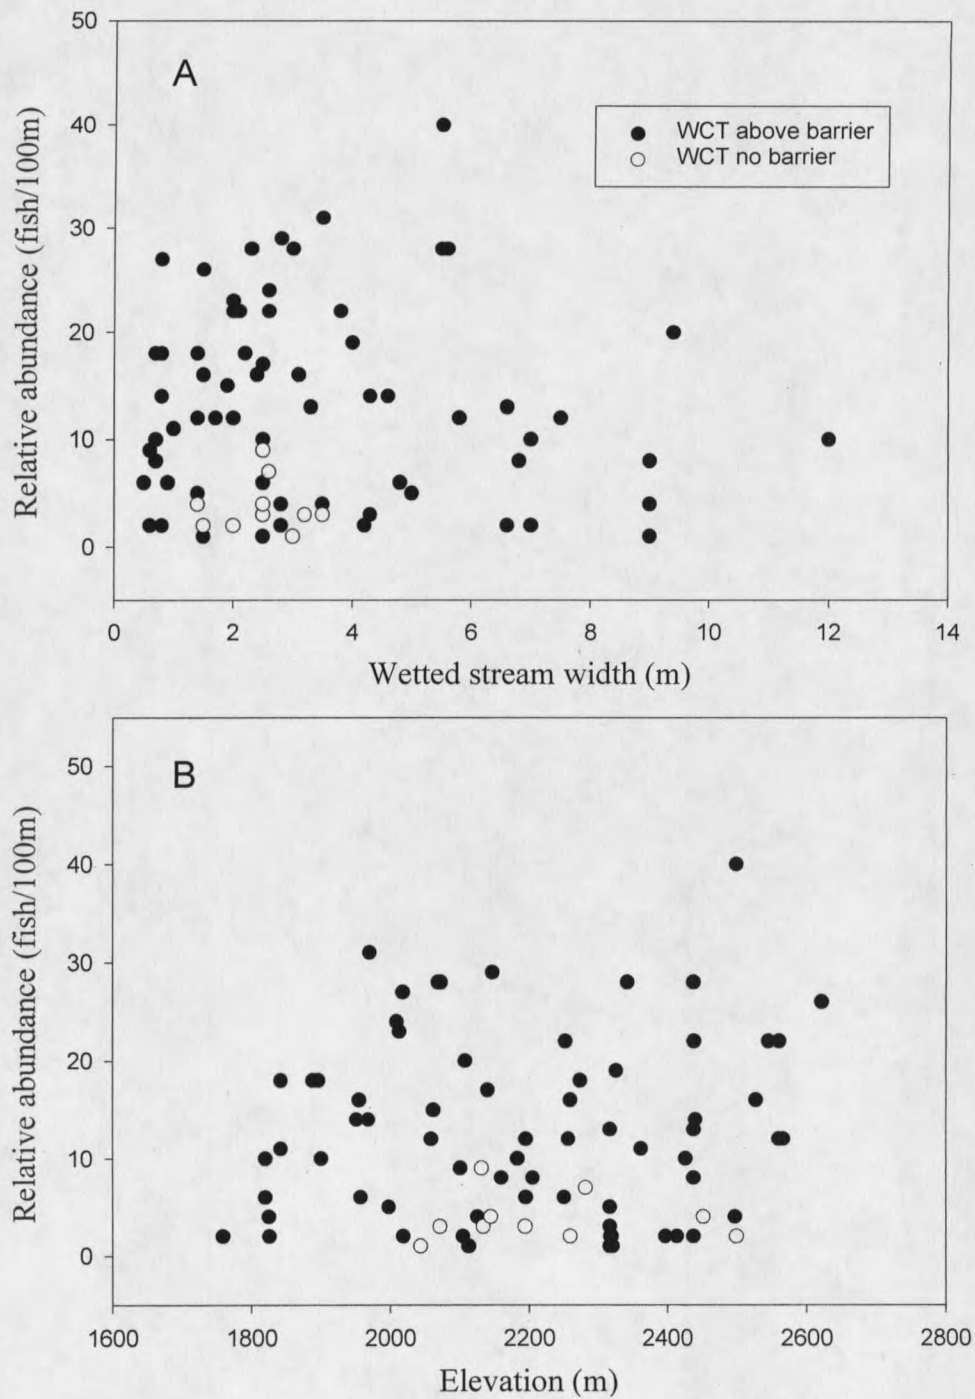 A
WCT above barrier
WCT no barrier
Relative abundance (fish/100m)
50
40
30
20
10
0
0 2 4 6 8 10 12 14
Wetted stream width (m)
B
Relative abundance (fish/100m)
50
40
30
20
10
0
1600 1800 2000 2200 2400 2600 2800
Elevation (m)